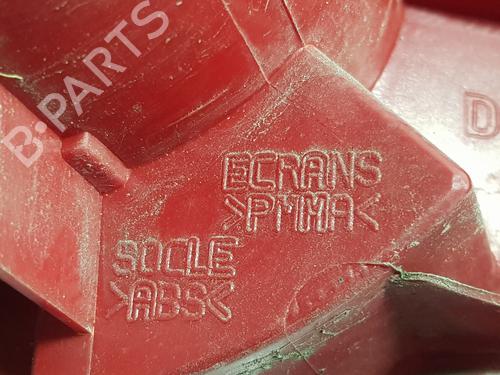 B-PARTS
ECRANS
>PMMA<
SOCLE
>ABS<
D